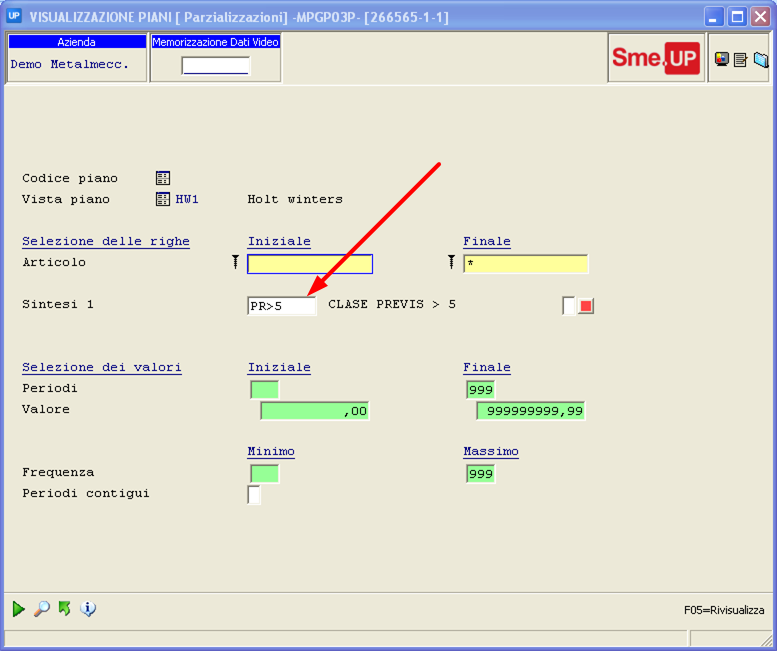 UP VISUALIZZAZIONE PIANI [ Parzializzazioni] -MPGP03P- [266565-1-1]
Azienda Memorizzazione Dati Video
Demo Metalmecc.
Sme.UP
Codice piano
Vista piano HW1 Holt winters
Selezione delle righe Iniziale Finale
Articolo *
Sintesi 1 PR>5 CLASE PREVIS > 5
Selezione dei valori Iniziale Finale
Periodi 999
Valore ,00 999999999,99
Minimo Massimo
Frequenza 999
Periodi contigui
F05=Rivisualizza